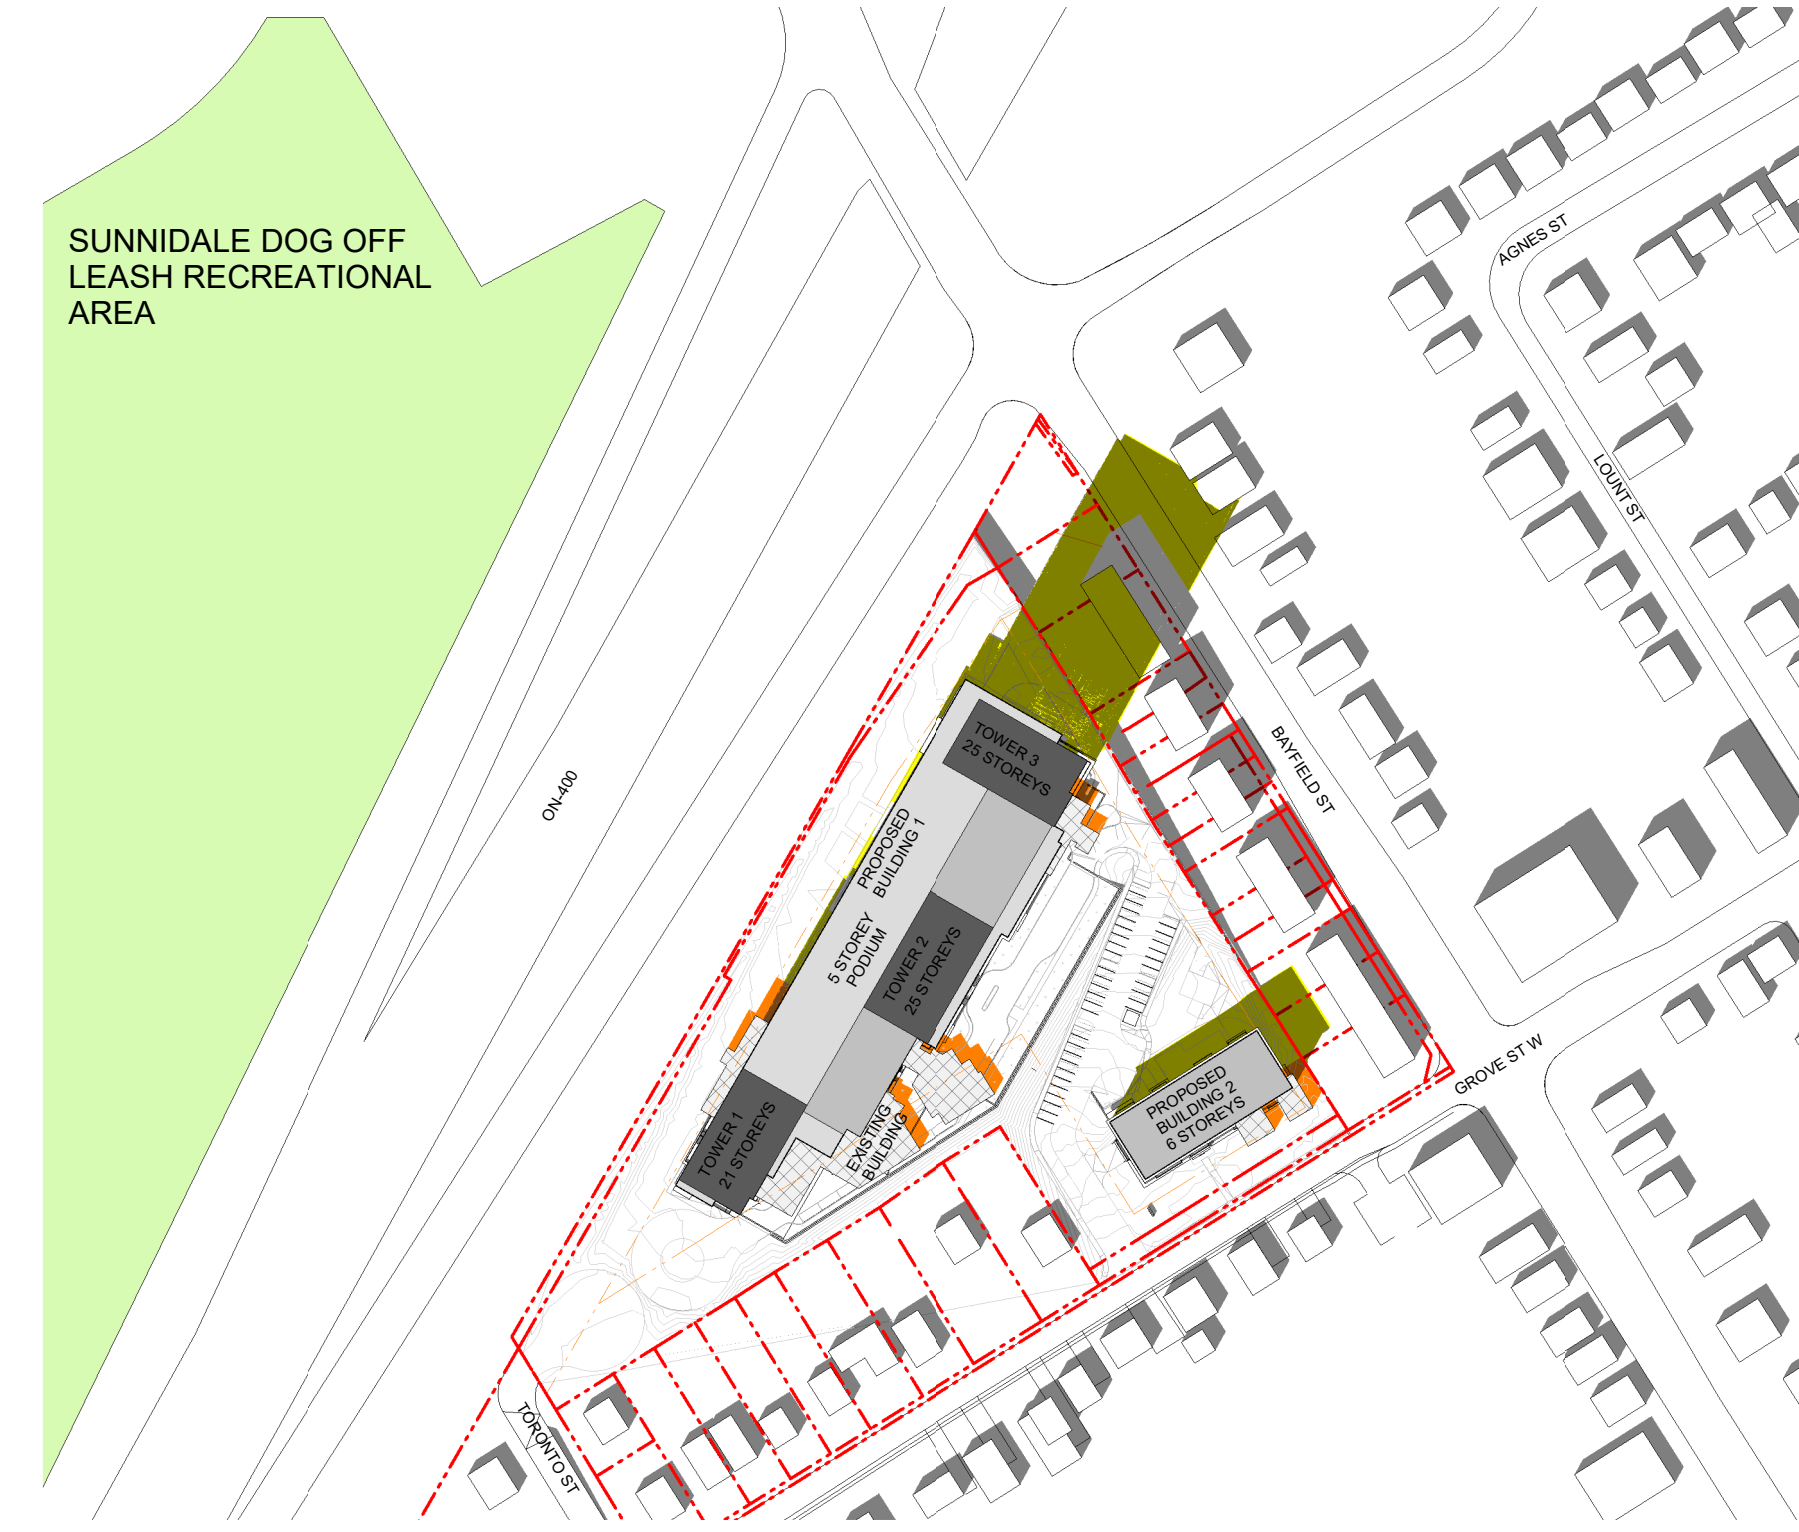 SUNNIDALE DOG OFF
LEASH RECREATIONAL
AREA
AGNES ST
LOUNT ST
BAYFIELD ST
ON-400
TOWER 3
25 STOREYS
PROPOSED
BUILDING 1
5 STOREY
PODIUM
TOWER 2
25 STOREYS
TOWER 1
21 STOREYS
EXISTING
BUILDING
PROPOSED
BUILDING 2
6 STOREYS
GROVE ST W
TORONTO ST